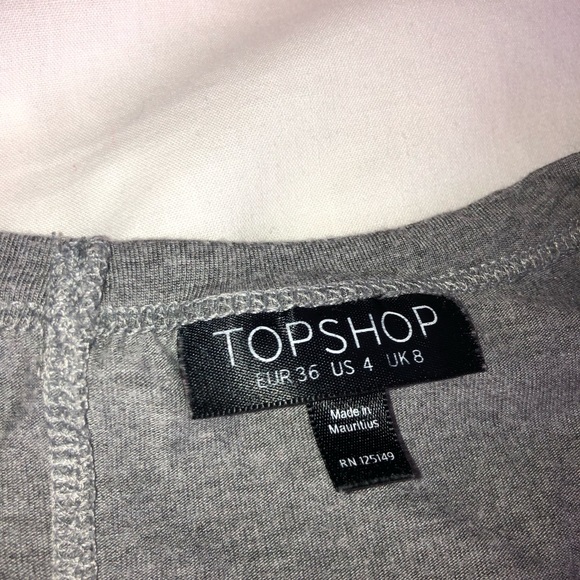 TOPSHOP
EUR 36 US 4 UK 8
Made in
Mauritius
RN 125149